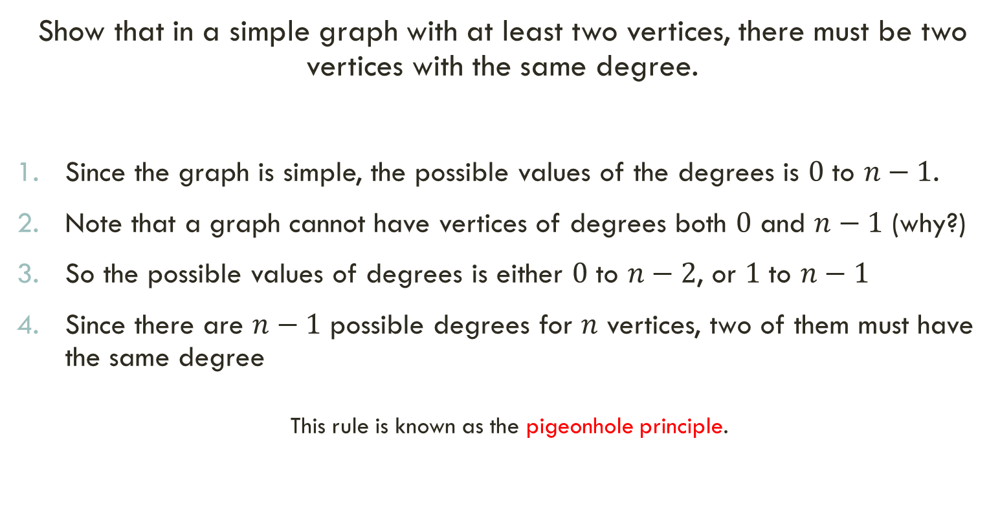 Show that in a simple graph with at least two vertices, there must be two
vertices with the same degree.
1. Since the graph is simple, the possible values of the degrees is 0 to n − 1.
2. Note that a graph cannot have vertices of degrees both 0 and n − 1 (why?)
3. So the possible values of degrees is either 0 to n − 2, or 1 to n − 1
4. Since there are n − 1 possible degrees for n vertices, two of them must have
the same degree
This rule is known as the pigeonhole principle.